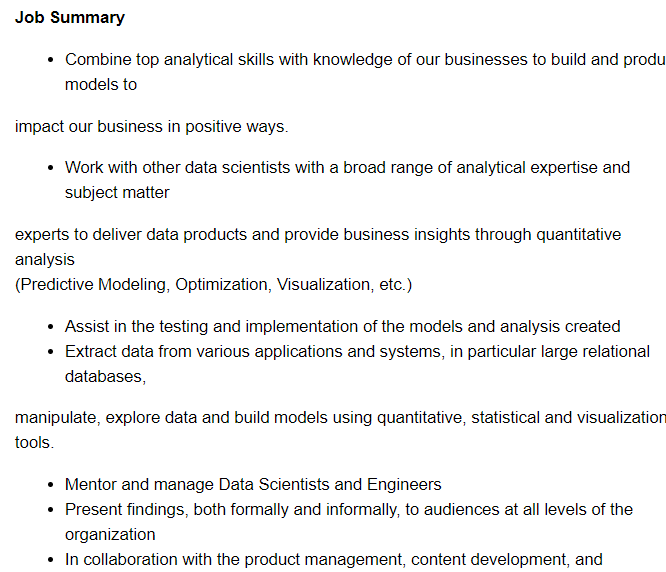 Job Summary
• Combine top analytical skills with knowledge of our businesses to build and
models to
impact our business in positive ways.
• Work with other data scientists with a broad range of analytical expertise and
subject matter
experts to deliver data products and provide business insights through quantitative
analysis
(Predictive Modeling, Optimization, Visualization, etc.)
• Assist in the testing and implementation of the models and analysis created
• Extract data from various applications and systems, in particular large relational
databases,
manipulate, explore data and build models using quantitative, statistical and visualization
tools.
• Mentor and manage Data Scientists and Engineers
• Present findings, both formally and informally, to audiences at all levels of the
organization
• In collaboration with the product management, content development, and